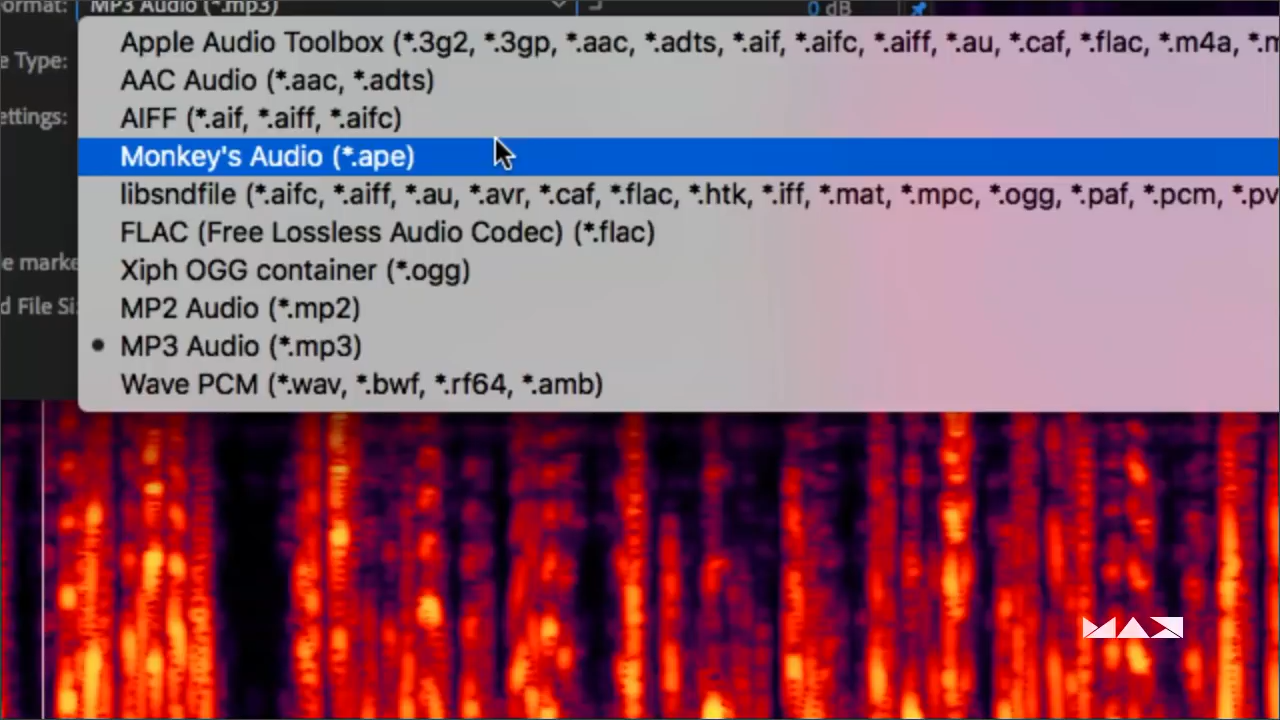 ormat: MP3 Audio (*.mp3) 0 dB
Apple Audio Toolbox (*.3g2, *.3gp, *.aac, *.adts, *.aif, *.aifc, *.aiff, *.au, *.caf, *.flac, *.m4a, *.m
e Type:
AAC Audio (*.aac, *.adts)
ettings:
AIFF (*.aif, *.aiff, *.aifc)
Monkey's Audio (*.ape)
libsndfile (*.aifc, *.aiff, *.au, *.avr, *.caf, *.flac, *.htk, *.iff, *.mat, *.mpc, *.ogg, *.paf, *.pcm, *.pv
FLAC (Free Lossless Audio Codec) (*.flac)
e marke
Xiph OGG container (*.ogg)
d File Si
MP2 Audio (*.mp2)
MP3 Audio (*.mp3)
Wave PCM (*.wav, *.bwf, *.rf64, *.amb)